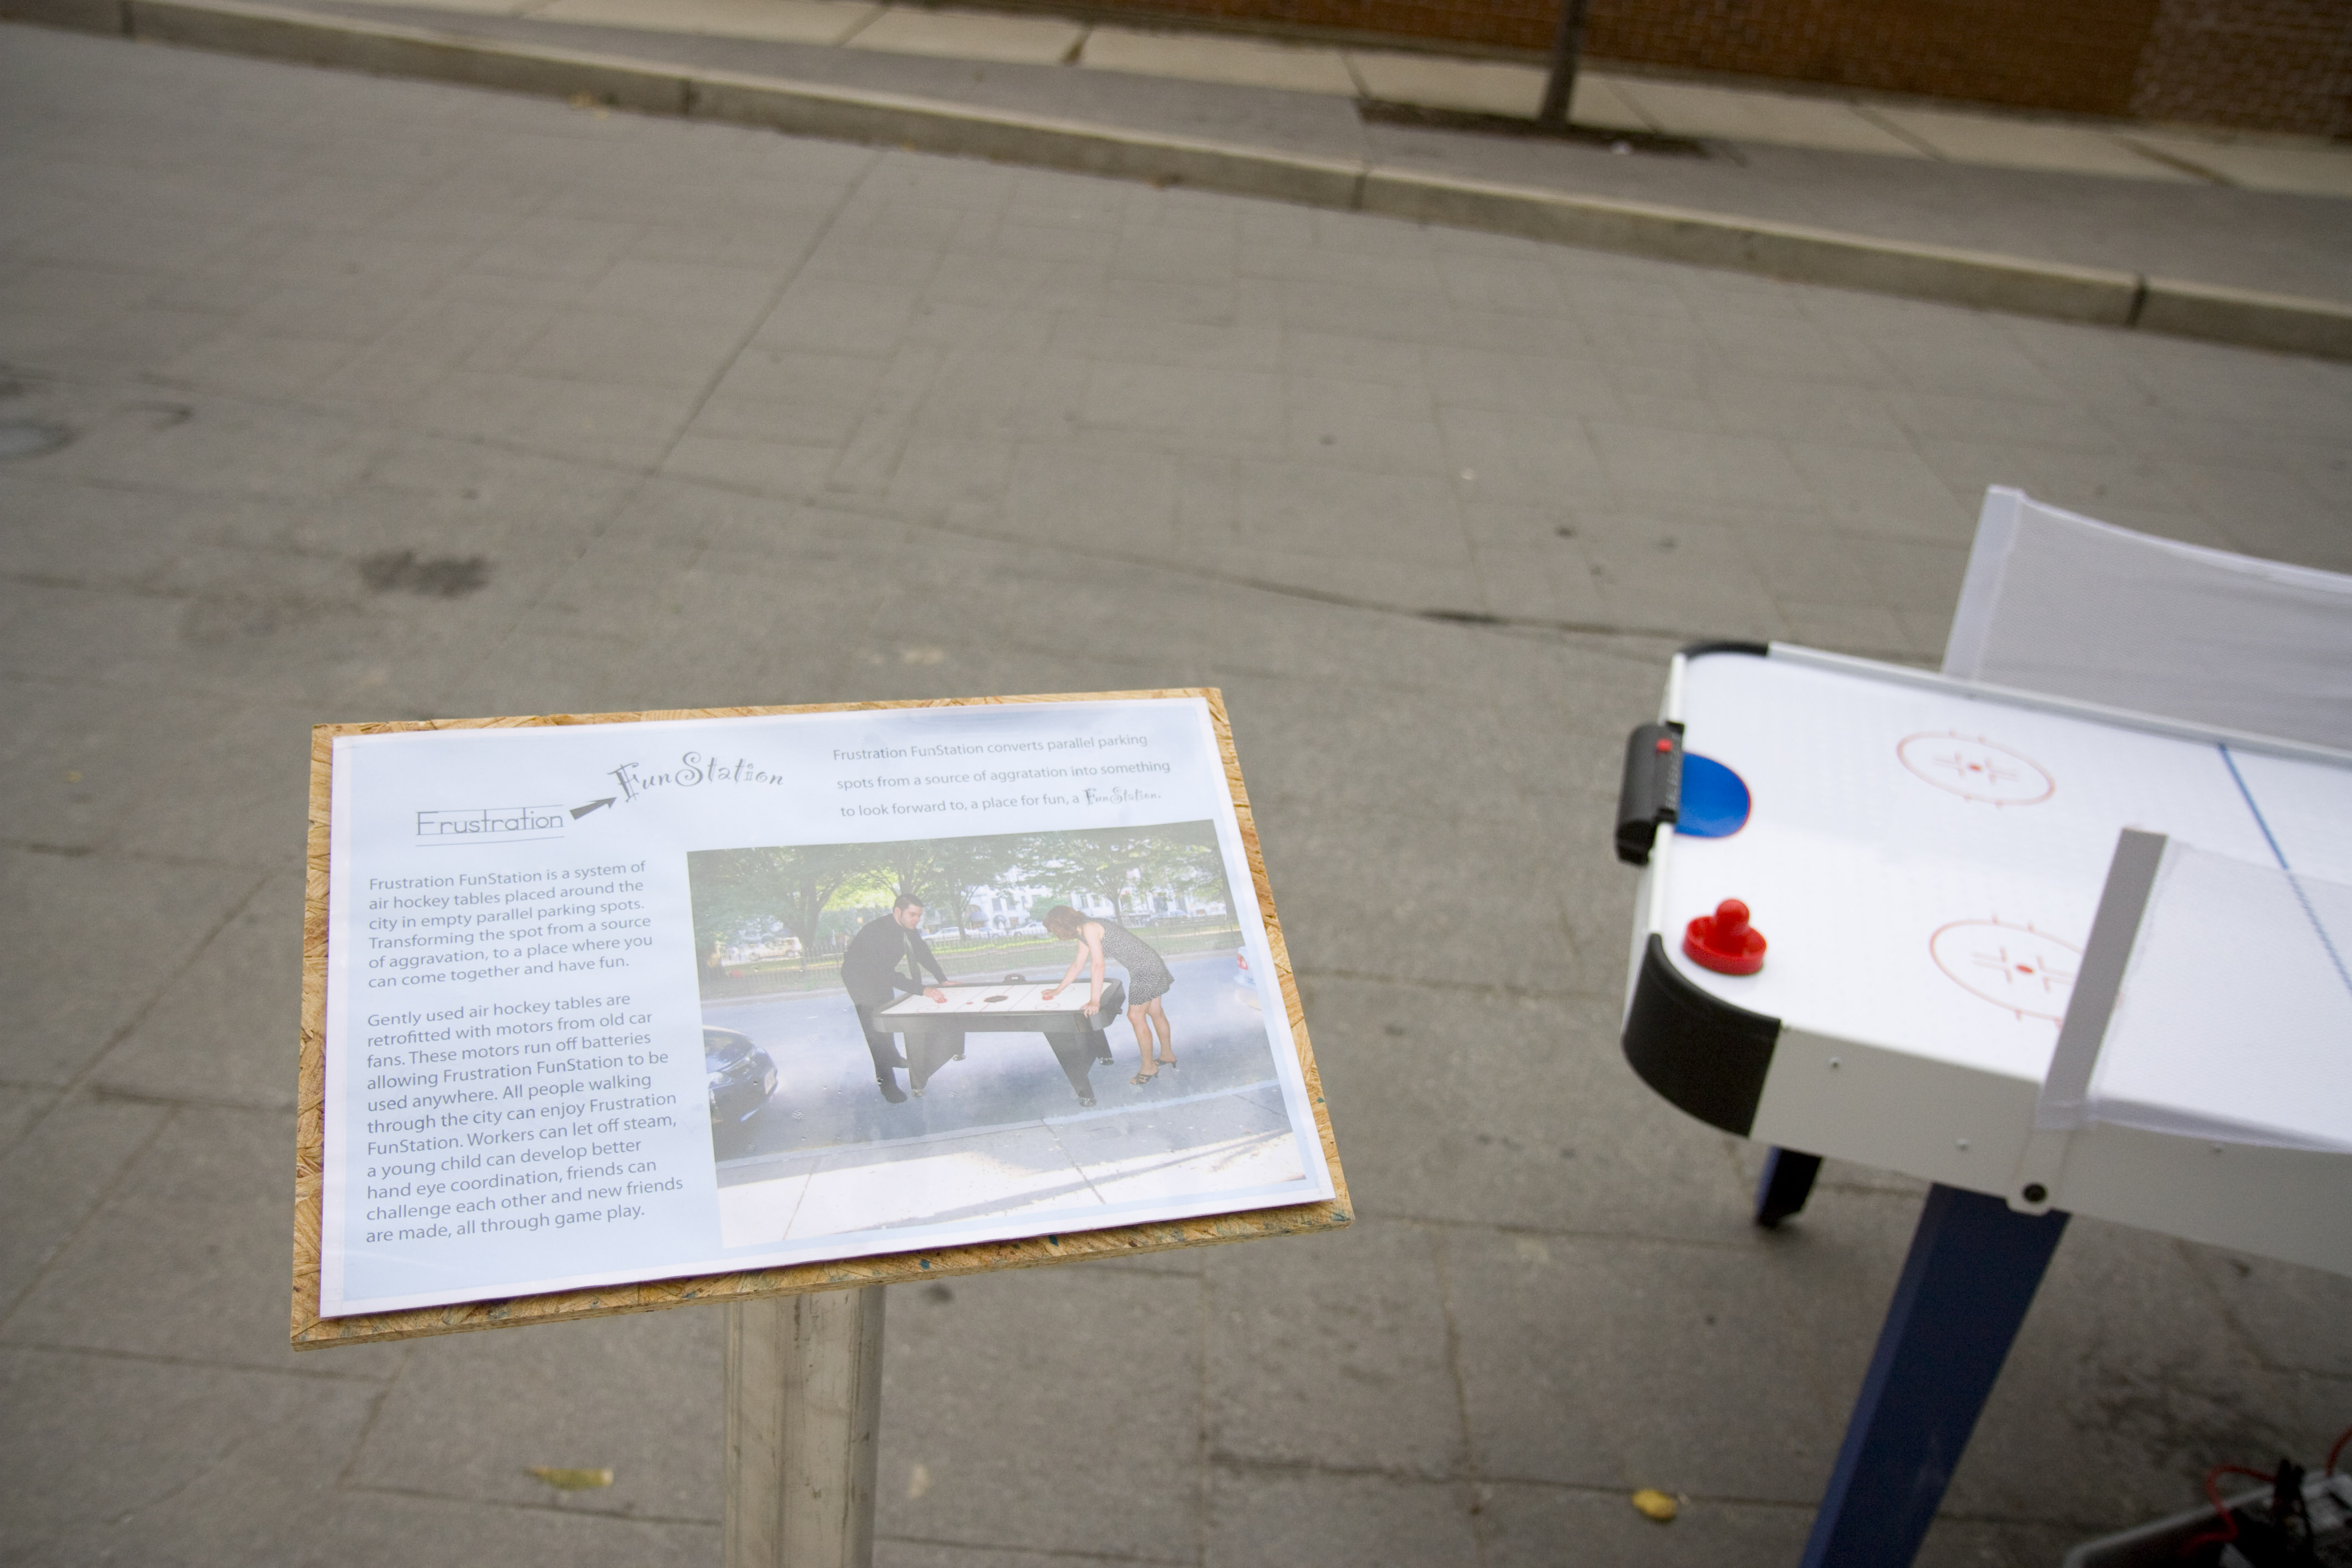 Frustration FunStation
Frustration FunStation converts parallel parking
spots from a source of aggratation into something
to look forward to, a place for fun, a FunStation.
Frustration FunStation is a system of
air hockey tables placed around the
city in empty parallel parking spots.
Transforming the spot from a source
of aggravation, to a place where you
can come together and have fun.
Gently used air hockey tables are
retrofitted with motors from old car
fans. These motors run off batteries
allowing Frustration FunStation to be
used anywhere. All people walking
through the city can enjoy Frustration
FunStation. Workers can let off steam,
a young child can develop better
hand eye coordination, friends can
challenge each other and new friends
are made, all through game play.